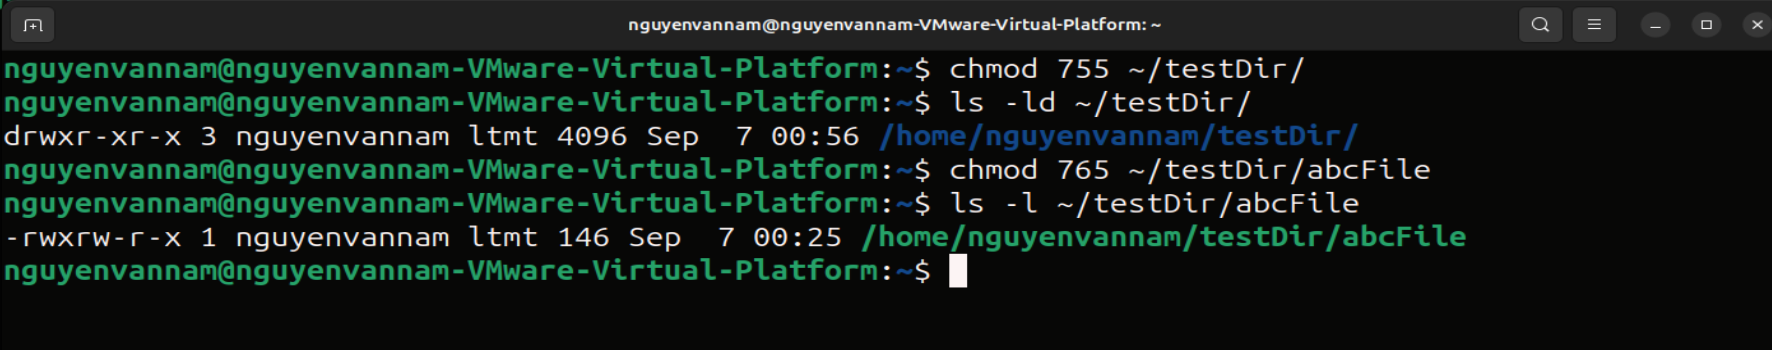 nguyenvannam@nguyenvannam-VMware-Virtual-Platform: ~
nguyenvannam@nguyenvannam-VMware-Virtual-Platform:~$ chmod 755 ~/testDir/
nguyenvannam@nguyenvannam-VMware-Virtual-Platform:~$ ls -ld ~/testDir/
drwxr-xr-x 3 nguyenvannam ltmt 4096 Sep  7 00:56 /home/nguyenvannam/testDir/
nguyenvannam@nguyenvannam-VMware-Virtual-Platform:~$ chmod 765 ~/testDir/abcFile
nguyenvannam@nguyenvannam-VMware-Virtual-Platform:~$ ls -l ~/testDir/abcFile
-rwxrw-r-x 1 nguyenvannam ltmt 146 Sep  7 00:25 /home/nguyenvannam/testDir/abcFile
nguyenvannam@nguyenvannam-VMware-Virtual-Platform:~$